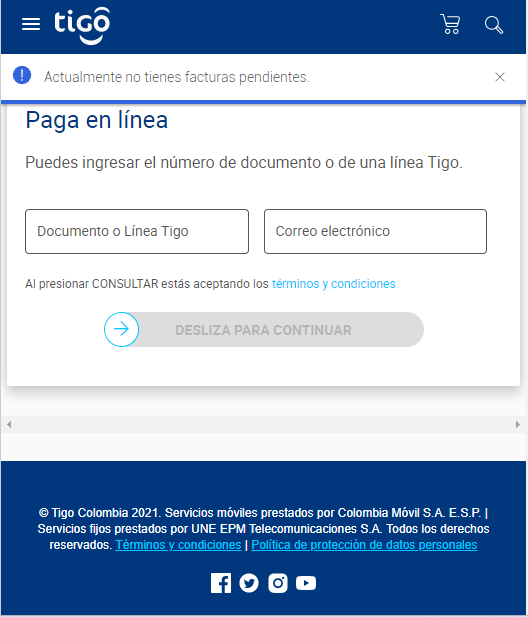 tigo
Actualmente no tienes facturas pendientes.
Paga en línea
Puedes ingresar el número de documento o de una línea Tigo.
Documento o Línea Tigo
Correo electrónico
Al presionar CONSULTAR estás aceptando los términos y condiciones
DESLIZA PARA CONTINUAR
© Tigo Colombia 2021. Servicios móviles prestados por Colombia Móvil S.A. E.S.P. |
Servicios fijos prestados por UNE EPM Telecomunicaciones S.A. Todos los derechos
reservados. Términos y condiciones | Política de protección de datos personales